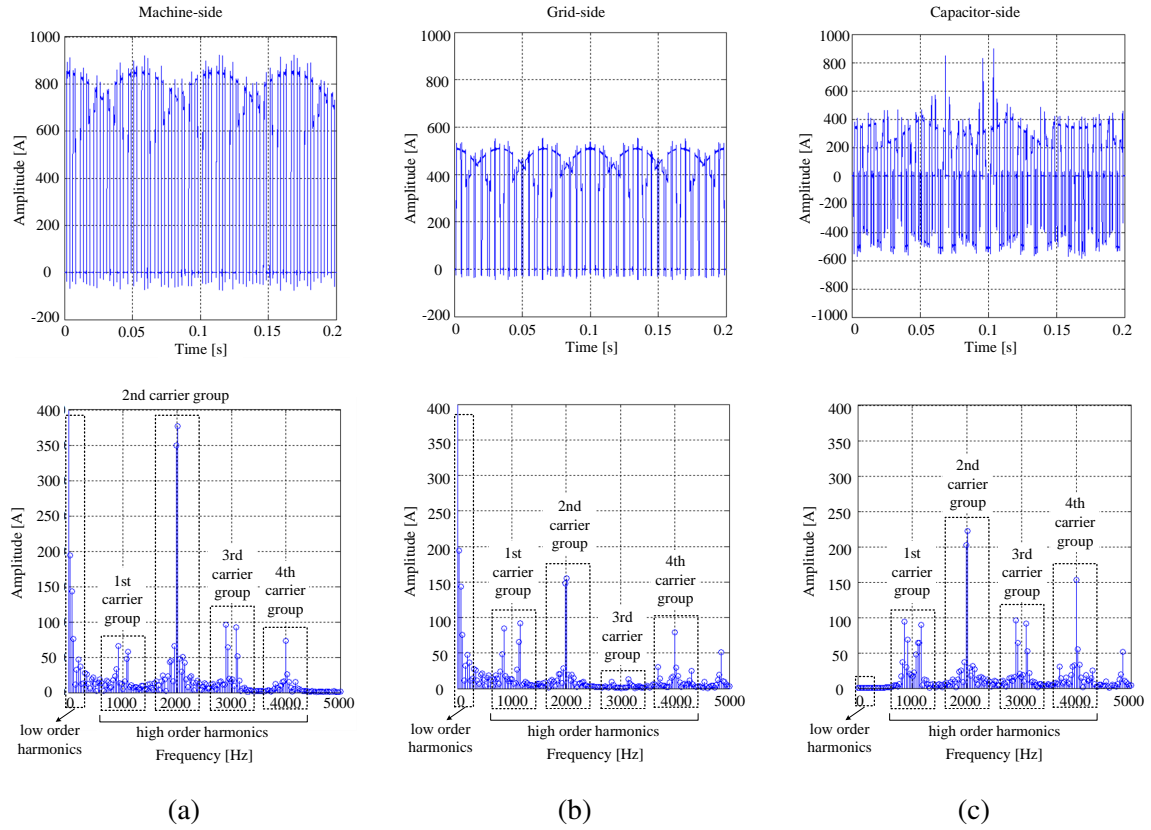 Machine-side
Grid-side
Capacitor-side
1000
800
600
400
200
0
-200
Amplitude [A]
0 0.05 0.1 0.15 0.2
Time [s]
1000
800
600
400
200
0
-200
Amplitude [A]
0 0.05 0.1 0.15 0.2
Time [s]
1000
800
600
400
200
0
-200
-400
-600
-800
-1000
Amplitude [A]
0 0.05 0.1 0.15 0.2
Time [s]
2nd carrier group
400
350
300
250
200
150
100
50
0
Amplitude [A]
1st
carrier
group
3rd
carrier
group
4th
carrier
group
0 1000 2000 3000 4000 5000
low order
harmonics
high order harmonics
Frequency [Hz]
400
350
300
250
200
150
100
50
0
Amplitude [A]
1st
carrier
group
2nd
carrier
group
3rd
carrier
group
4th
carrier
group
0 1000 2000 3000 4000 5000
low order
harmonics
high order harmonics
Frequency [Hz]
400
350
300
250
200
150
100
50
0
Amplitude [A]
1st
carrier
group
2nd
carrier
group
3rd
carrier
group
4th
carrier
group
0 1000 2000 3000 4000 5000
low order
harmonics
high order harmonics
Frequency [Hz]
(a)
(b)
(c)